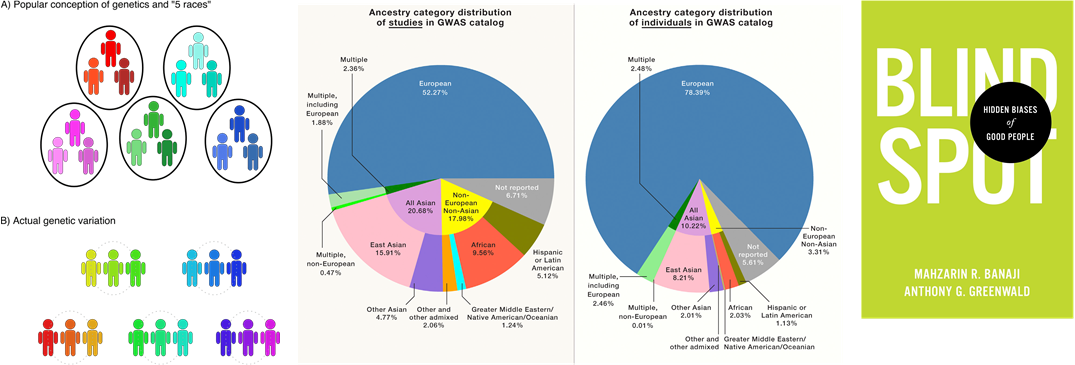 A) Popular conception of genetics and "5 races"
B) Actual genetic variation
Ancestry category distribution
of studies in GWAS catalog
European
52.27%
Multiple
2.36%
Multiple,
including
European
1.88%
Not reported
6.71%
All Asian
20.68%
Non-
European
Non-Asian
17.98%
East Asian
15.91%
African
9.56%
Hispanic
or Latin
American
5.12%
Multiple,
non-European
0.47%
Other Asian
4.77%
Other and
other admixed
2.06%
Greater Middle Eastern/
Native American/Oceanian
1.24%
Ancestry category distribution
of individuals in GWAS catalog
European
78.39%
Multiple
2.48%
All
Asian
10.22%
Non-
European
Non-Asian
3.31%
Not reported
5.61%
East Asian
8.21%
Multiple,
including
European
2.46%
Multiple,
non-European
0.01%
Other Asian
2.01%
African
2.03%
Hispanic or
Latin American
1.13%
Other and
other admixed
Greater Middle Eastern/
Native American/Oceanian
BLIND
SPOT
HIDDEN BIASES
of
GOOD PEOPLE
MAHZARIN R. BANAJI
ANTHONY G. GREENWALD